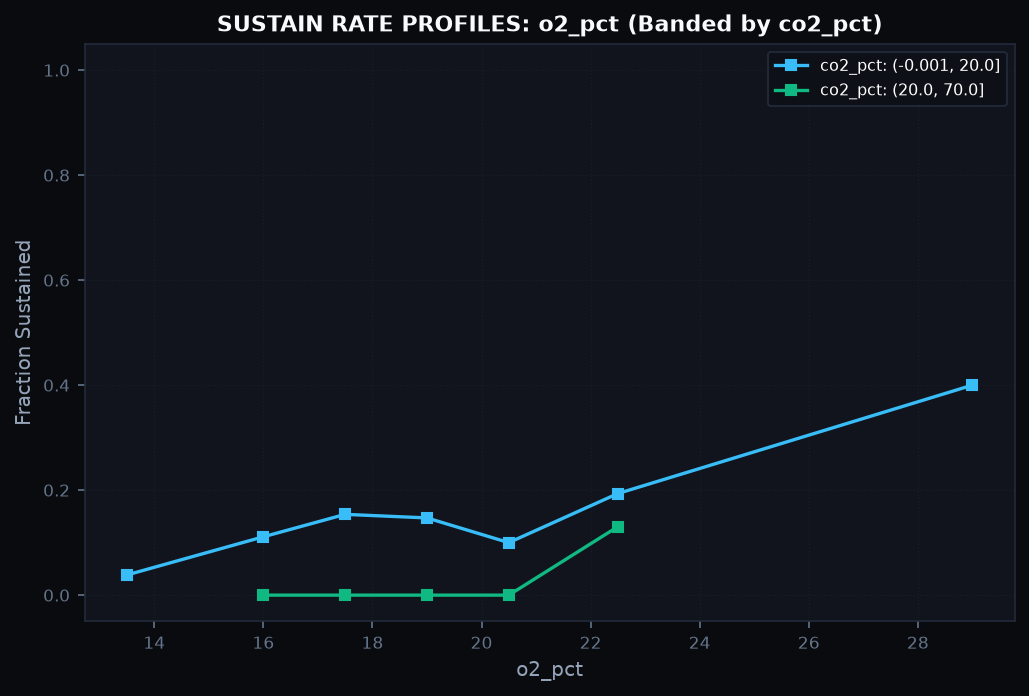 SUSTAIN RATE PROFILES: o2_pct (Banded by co2_pct)
co2_pct: (-0.001, 20.0]
co2_pct: (20.0, 70.0]
Fraction Sustained
1.0
0.8
0.6
0.4
0.2
0.0
14 16 18 20 22 24 26 28
o2_pct